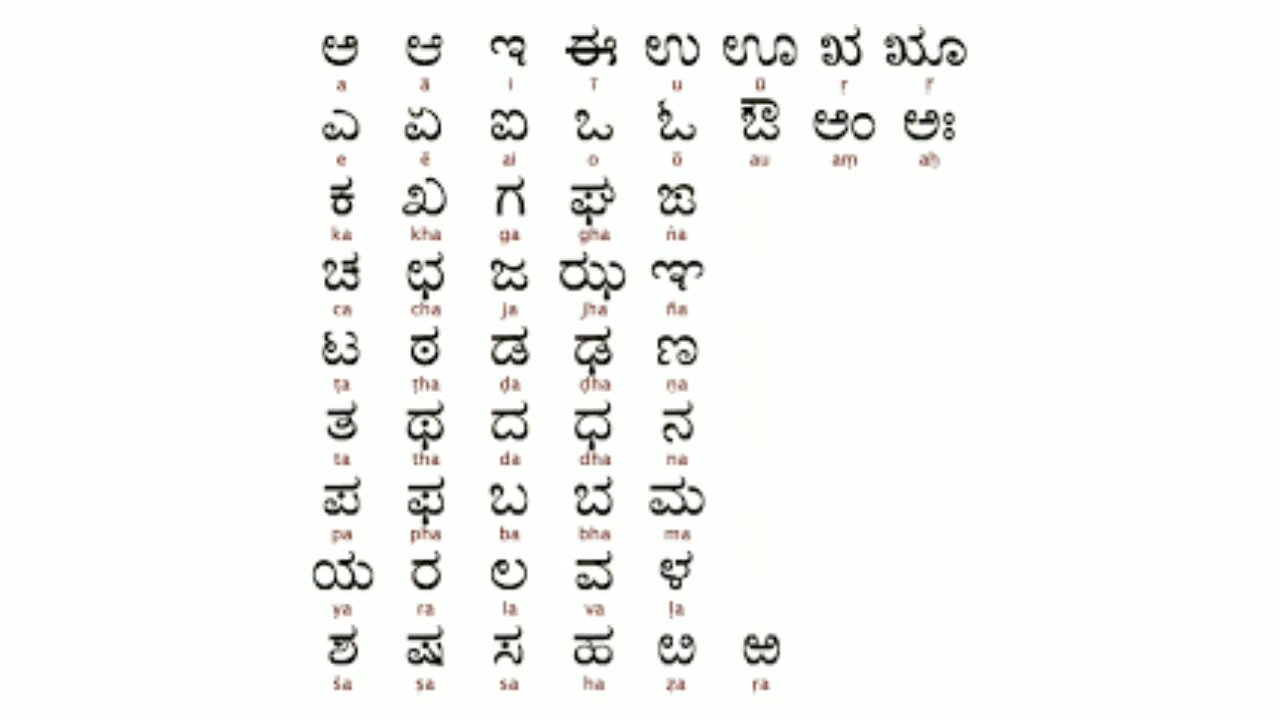 ಅ ಆ ಇ ಈ ಉ ಊ ಋ ೠ
a ā i ī u ū ṛ ṝ
ಎ ಏ ಐ ಒ ಓ ಔ ಅಂ ಅಃ
e ē ai o ō au aṃ aḥ
ಕ ಖ ಗ ಘ ಙ
ka kha ga gha ṅa
ಚ ಛ ಜ ಝ ಞ
ca cha ja jha ña
ಟ ಠ ಡ ಢ ಣ
ṭa ṭha ḍa ḍha ṇa
ತ ಥ ದ ಧ ನ
ta tha da dha na
ಪ ಫ ಬ ಭ ಮ
pa pha ba bha ma
ಯ ರ ಲ ವ ಳ
ya ra la va ḷa
ಶ ಷ ಸ ಹ ೞ ಱ
śa ṣa sa ha ẓa ṛa